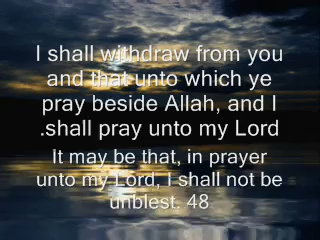 I shall withdraw from you
and that unto which ye
pray beside Allah, and I
.shall pray unto my Lord
It may be that, in prayer
unto my Lord, I shall not be
unblest. 48